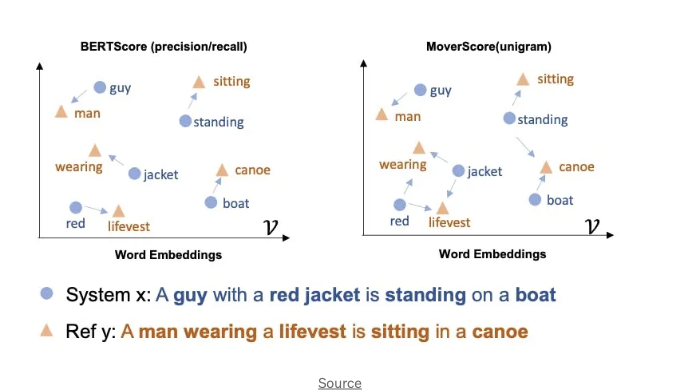 BERTScore (precision/recall)
MoverScore(unigram)
guy
sitting
man
standing
wearing
jacket
canoe
boat
red
lifevest
𝒱
Word Embeddings
guy
sitting
man
standing
wearing
jacket
canoe
boat
red
lifevest
𝒱
Word Embeddings
System x: A guy with a red jacket is standing on a boat
Ref y: A man wearing a lifevest is sitting in a canoe
Source